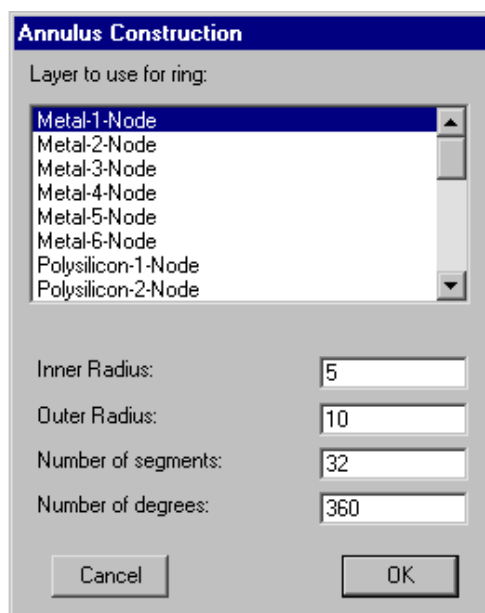 Annulus Construction
Layer to use for ring:
Metal-1-Node
Metal-2-Node
Metal-3-Node
Metal-4-Node
Metal-5-Node
Metal-6-Node
Polysilicon-1-Node
Polysilicon-2-Node
Inner Radius: 5
Outer Radius: 10
Number of segments: 32
Number of degrees: 360
Cancel OK